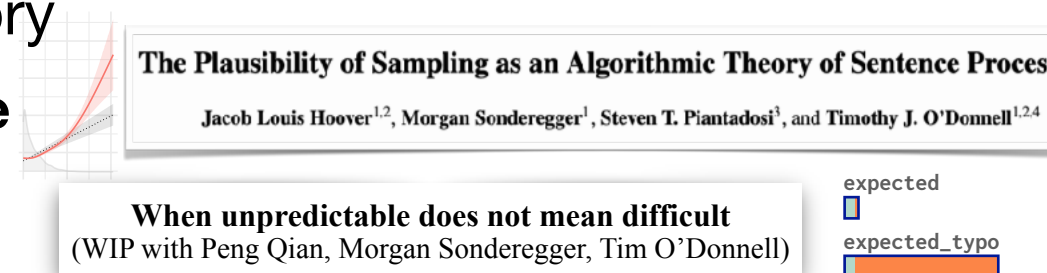 The Plausibility of Sampling as an Algorithmic Theory of Sentence
Jacob Louis Hoover1,2, Morgan Sonderegger1, Steven T. Piantadosi3, and Timothy J. O'Donnell1,2,4
When unpredictable does not mean difficult
(WIP with Peng Qian, Morgan Sonderegger, Tim O'Donnell)
expected
expected_typo